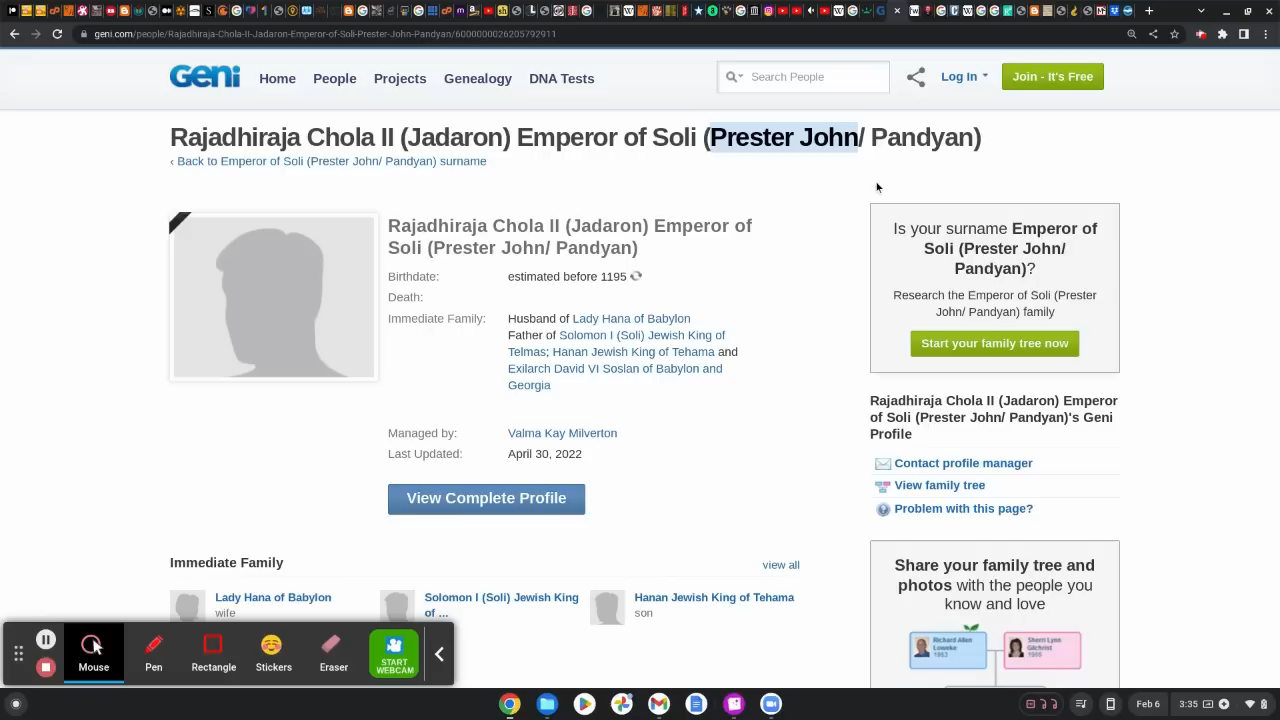 geni.com/people/Rajadhiraja-Chola-II-Jadaron-Emperor-of-Soli-Prester-John-Pandyan/6000000026205792911
Geni Home People Projects Genealogy DNA Tests Search People Log In Join - It's Free
Rajadhiraja Chola II (Jadaron) Emperor of Soli (Prester John/ Pandyan)
‹ Back to Emperor of Soli (Prester John/ Pandyan) surname
Rajadhiraja Chola II (Jadaron) Emperor of
Soli (Prester John/ Pandyan)
Birthdate: estimated before 1195
Death:
Immediate Family: Husband of Lady Hana of Babylon
Father of Solomon I (Soli) Jewish King of
Telmas; Hanan Jewish King of Tehama and
Exilarch David VI Soslan of Babylon and
Georgia
Managed by: Valma Kay Milverton
Last Updated: April 30, 2022
View Complete Profile
Immediate Family view all
Lady Hana of Babylon
wife
Solomon I (Soli) Jewish King
of ...
Hanan Jewish King of Tehama
son
Is your surname Emperor of
Soli (Prester John/
Pandyan)?
Research the Emperor of Soli (Prester
John/ Pandyan) family
Start your family tree now
Rajadhiraja Chola II (Jadaron) Emperor
of Soli (Prester John/ Pandyan)'s Geni
Profile
Contact profile manager
View family tree
Problem with this page?
Share your family tree and
photos with the people you
know and love
Richard Allen
Loweke
1963
Sherri Lynn
Gilchrist
Mouse Pen Rectangle Stickers Eraser START
WEBCAM
Feb 6 3:35